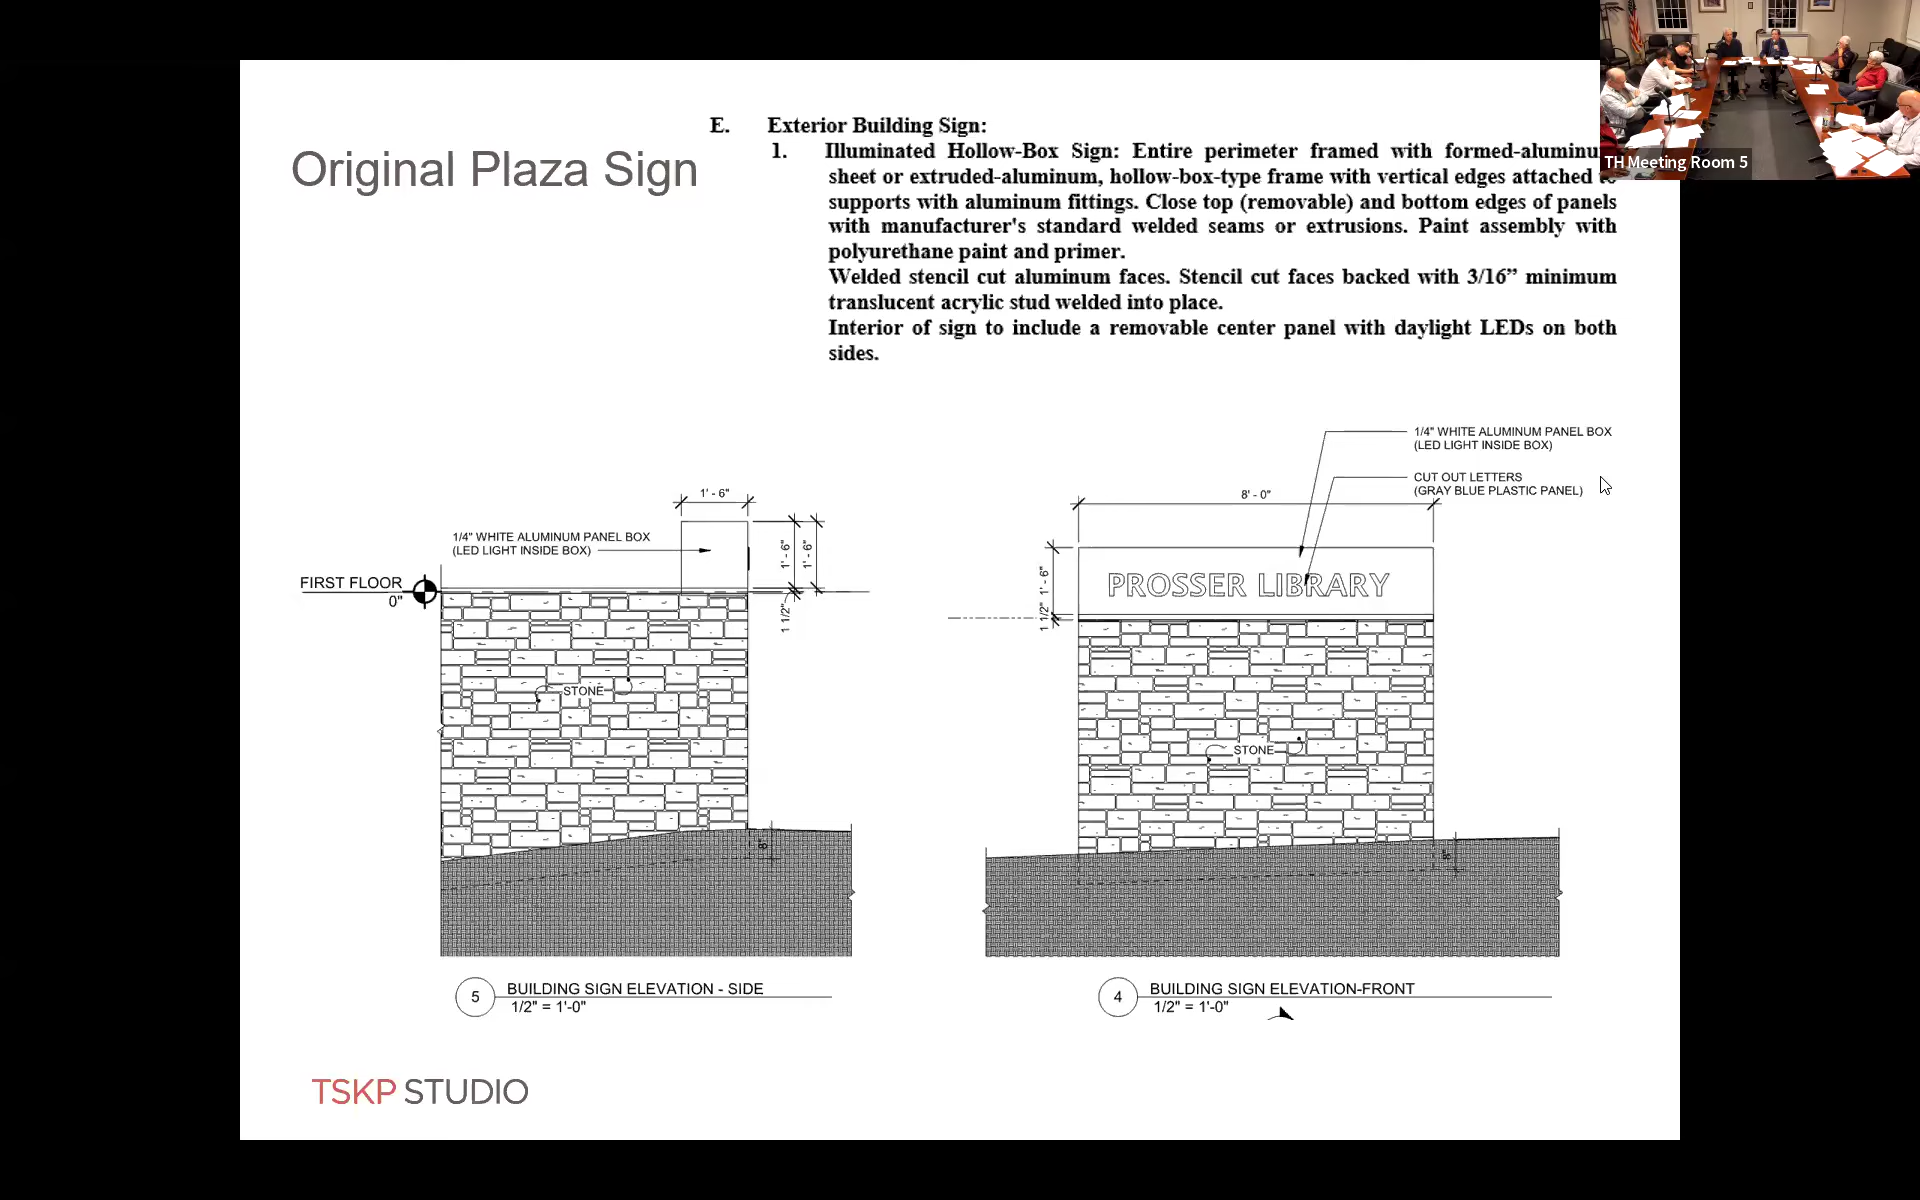 Original Plaza Sign
E. Exterior Building Sign:
1. Illuminated Hollow-Box Sign: Entire perimeter framed with formed-aluminu
sheet or extruded-aluminum, hollow-box-type frame with vertical edges attached to
supports with aluminum fittings. Close top (removable) and bottom edges of panels
with manufacturer's standard welded seams or extrusions. Paint assembly with
polyurethane paint and primer.
Welded stencil cut aluminum faces. Stencil cut faces backed with 3/16” minimum
translucent acrylic stud welded into place.
Interior of sign to include a removable center panel with daylight LEDs on both
sides.
TH Meeting Room 5
1' - 6"
1/4" WHITE ALUMINUM PANEL BOX
(LED LIGHT INSIDE BOX)
1' - 6"
1' - 6"
1 1/2"
FIRST FLOOR
0"
STONE
8"
5
BUILDING SIGN ELEVATION - SIDE
1/2" = 1'-0"
1/4" WHITE ALUMINUM PANEL BOX
(LED LIGHT INSIDE BOX)
CUT OUT LETTERS
(GRAY BLUE PLASTIC PANEL)
8' - 0"
1' - 6"
1 1/2"
PROSSER LIBRARY
STONE
8"
4
BUILDING SIGN ELEVATION-FRONT
1/2" = 1'-0"
TSKP STUDIO